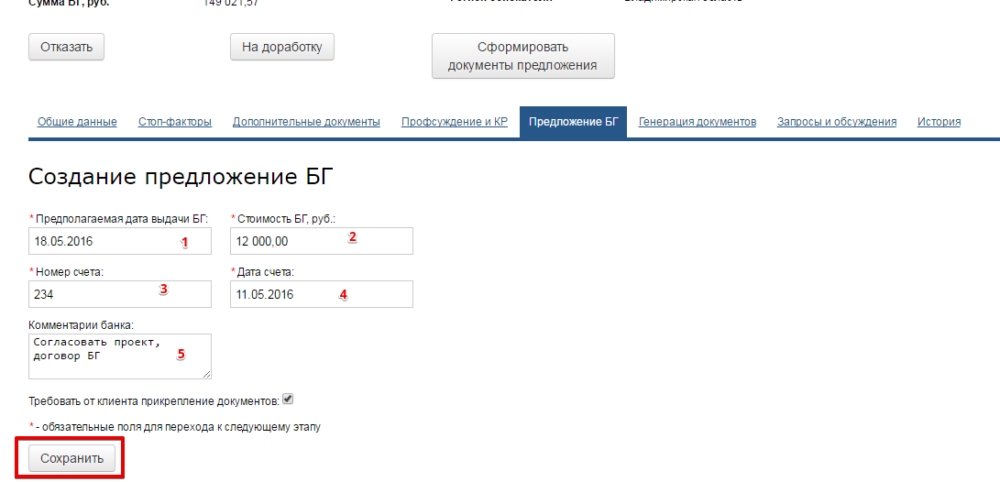 Сумма БГ, руб. 149 021,57
Отказать На доработку Сформировать
документы предложения
Общие данные Стоп-факторы Дополнительные документы Профсуждение и КР Предложение БГ Генерация документов Запросы и обсуждения История
Создание предложение БГ
* Предполагаемая дата выдачи БГ: * Стоимость БГ, руб.:
18.05.2016 1 12 000,00 2
* Номер счета: * Дата счета:
234 3 11.05.2016 4
Комментарии банка:
Согласовать проект,
договор БГ 5
Требовать от клиента прикрепление документов:
* - обязательные поля для перехода к следующему этапу
Сохранить